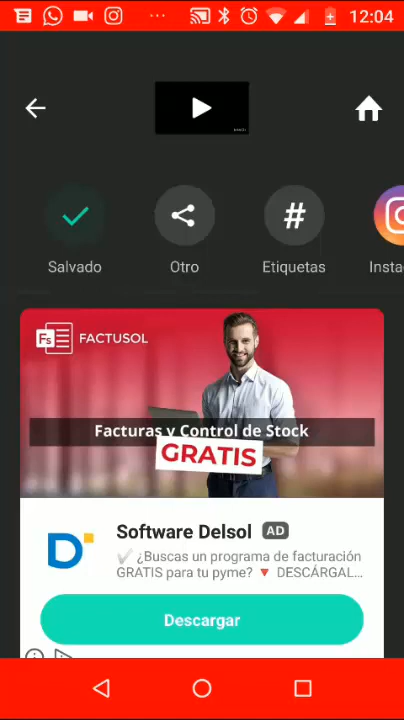 12:04
Salvado
Otro
Etiquetas
Insta
Fs FACTUSOL
Facturas y Control de Stock
GRATIS
Software Delsol AD
¿Buscas un programa de facturación
GRATIS para tu pyme? 🔻 DESCÁRGAL...
Descargar